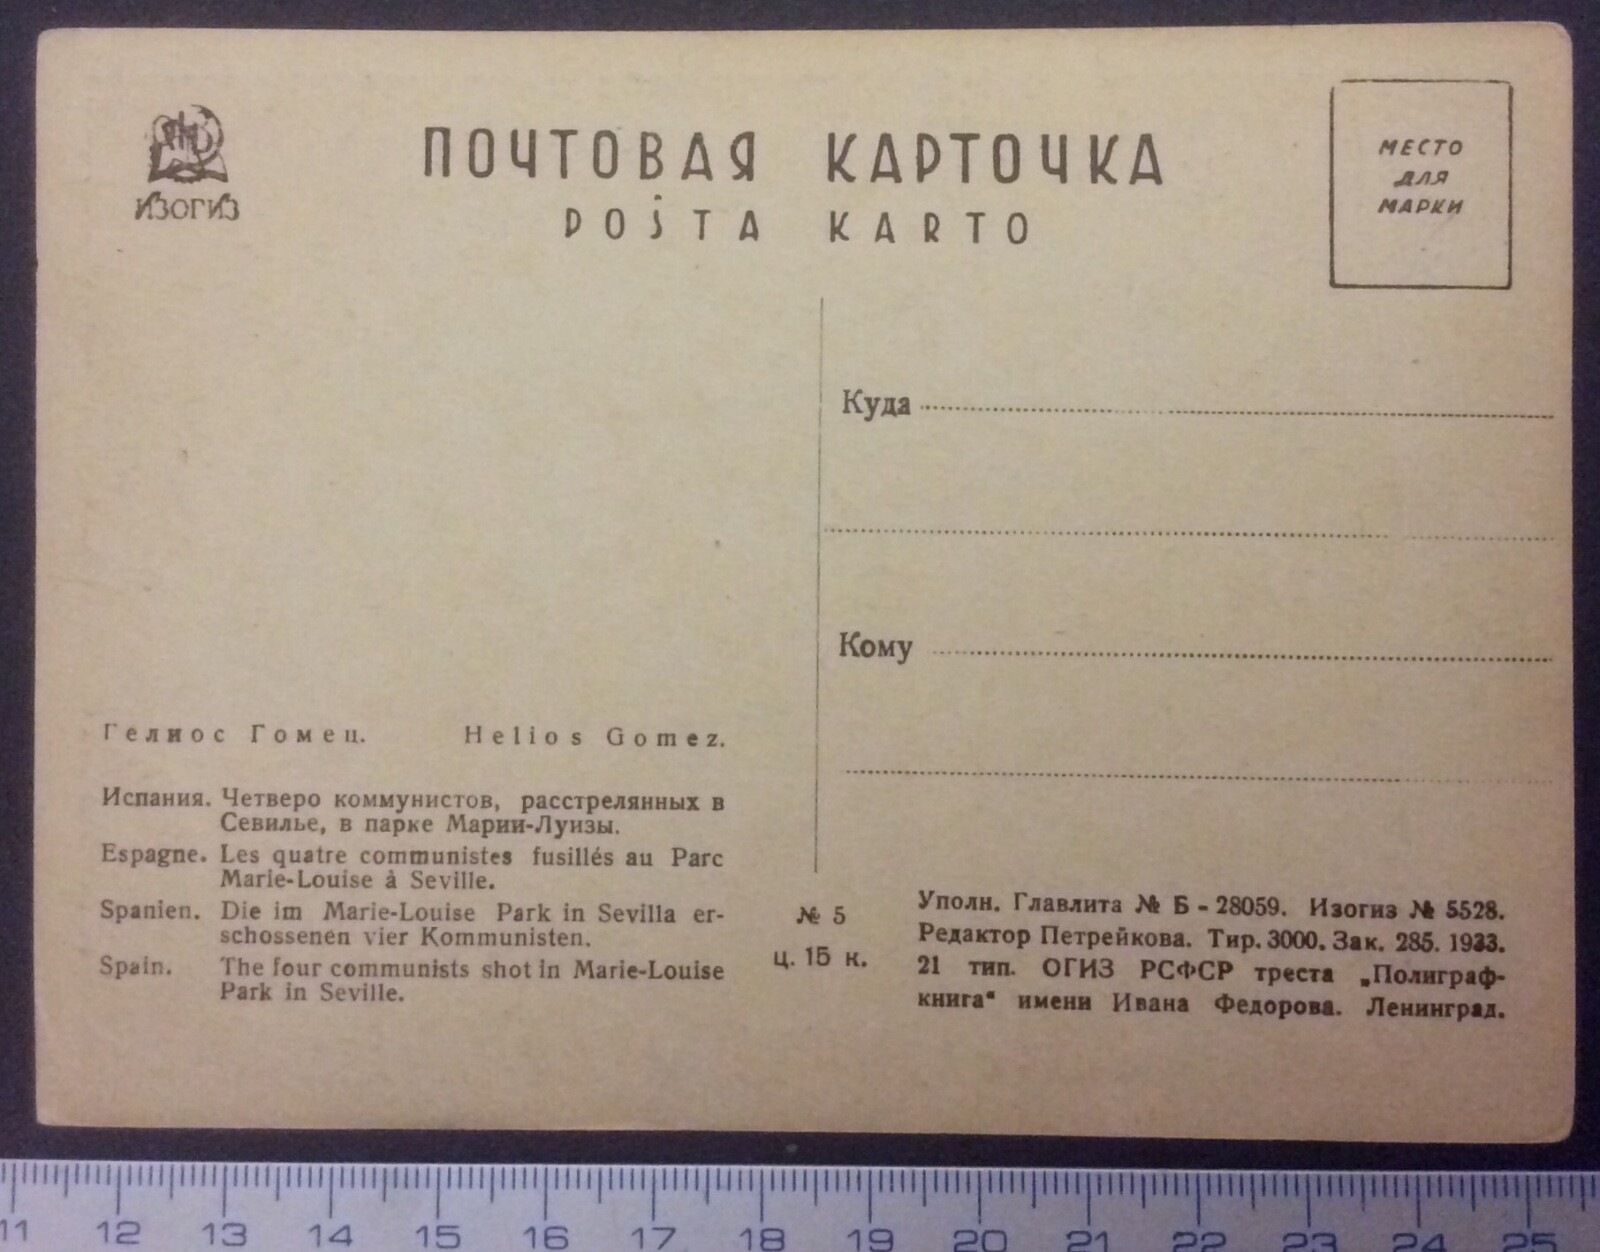 ИЗОГИЗ
ПОЧТОВАЯ КАРТОЧКА
POŜTA KARTO
МЕСТО
ДЛЯ
МАРКИ
Куда
Кому
Гелиос Гомец. Helios Gomez.
Испания. Четверо коммунистов, расстрелянных в
Севилье, в парке Марии-Луизы.
Espagne. Les quatre communistes fusillés au Parc
Marie-Louise à Seville.
Spanien. Die im Marie-Louise Park in Sevilla er-
schossenen vier Kommunisten.
Spain. The four communists shot in Marie-Louise
Park in Seville.
№ 5
ц. 15 к.
Уполн. Главлита № Б - 28059. Изогиз № 5528.
Редактор Петрейкова. Тир. 3000. Зак. 285. 1933.
21 тип. ОГИЗ РСФСР треста „Полиграф-
книга“ имени Ивана Федорова. Ленинград.
11 12 13 14 15 16 17 18 19 20 21 22 23 24 25